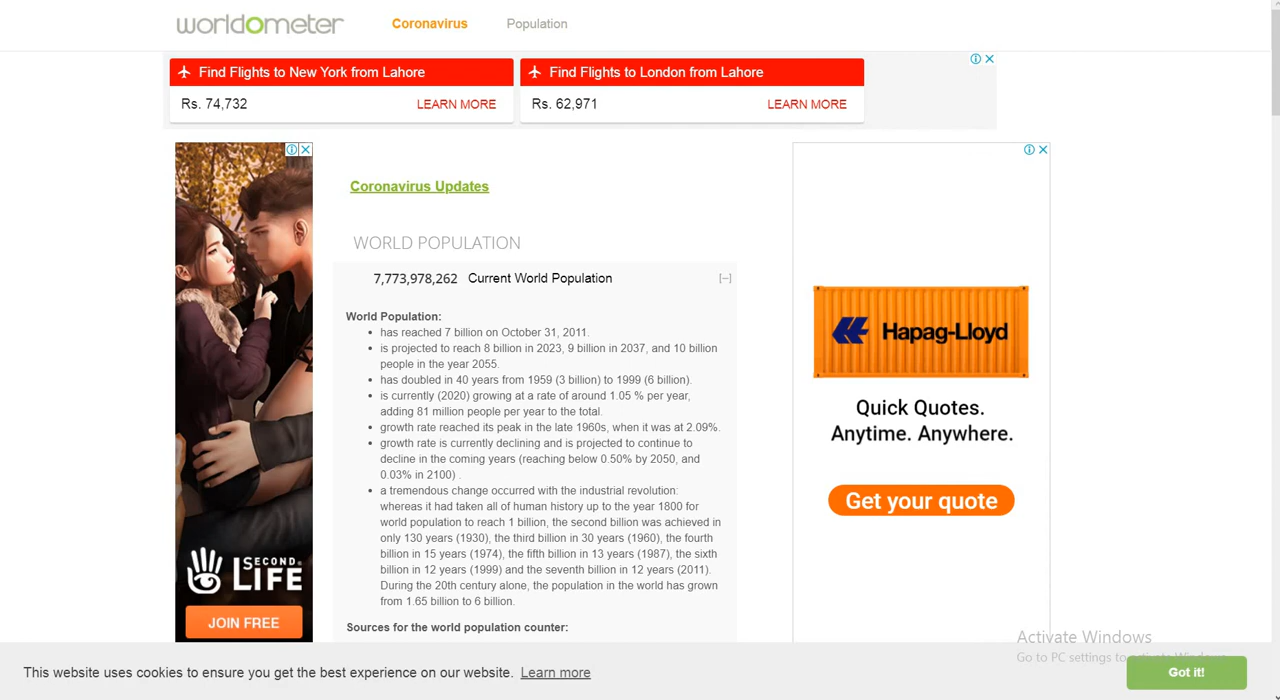 worldometer
Coronavirus
Population
Find Flights to New York from Lahore
Rs. 74,732
LEARN MORE
Find Flights to London from Lahore
Rs. 62,971
LEARN MORE
Coronavirus Updates
WORLD POPULATION
7,773,978,262 Current World Population [–]
World Population:
• has reached 7 billion on October 31, 2011.
• is projected to reach 8 billion in 2023, 9 billion in 2037, and 10 billion
people in the year 2055.
• has doubled in 40 years from 1959 (3 billion) to 1999 (6 billion).
• is currently (2020) growing at a rate of around 1.05 % per year,
adding 81 million people per year to the total.
• growth rate reached its peak in the late 1960s, when it was at 2.09%.
• growth rate is currently declining and is projected to continue to
decline in the coming years (reaching below 0.50% by 2050, and
0.03% in 2100) .
• a tremendous change occurred with the industrial revolution:
whereas it had taken all of human history up to the year 1800 for
world population to reach 1 billion, the second billion was achieved in
only 130 years (1930), the third billion in 30 years (1960), the fourth
billion in 15 years (1974), the fifth billion in 13 years (1987), the sixth
billion in 12 years (1999) and the seventh billion in 12 years (2011).
During the 20th century alone, the population in the world has grown
from 1.65 billion to 6 billion.
Sources for the world population counter:
SECOND
LIFE
JOIN FREE
Hapag-Lloyd
Quick Quotes.
Anytime. Anywhere.
Get your quote
Activate Windows
Go to PC settings to activate Windows.
This website uses cookies to ensure you get the best experience on our website. Learn more
Got it!